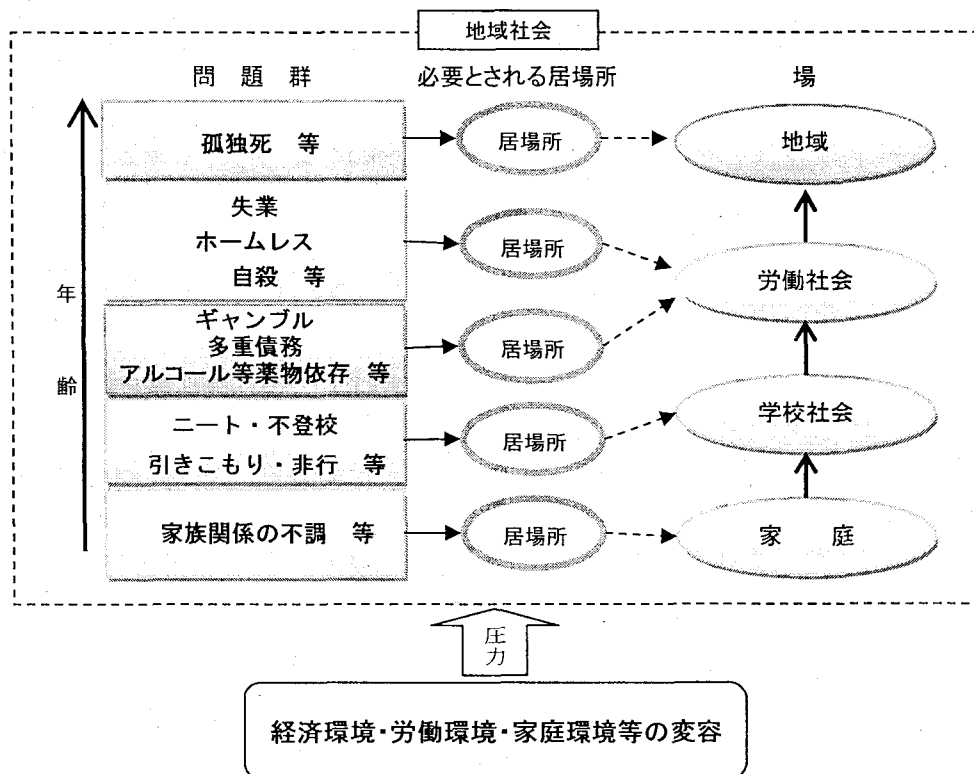 地域社会
問 題 群
必要とされる居場所
場
孤独死 等
居場所
地域
失業
ホームレス
自殺 等
居場所
労働社会
年
齢
ギャンブル
多重債務
アルコール等薬物依存 等
居場所
ニート・不登校
引きこもり・非行 等
居場所
学校社会
家族関係の不調 等
居場所
家 庭
圧
力
経済環境・労働環境・家庭環境等の変容